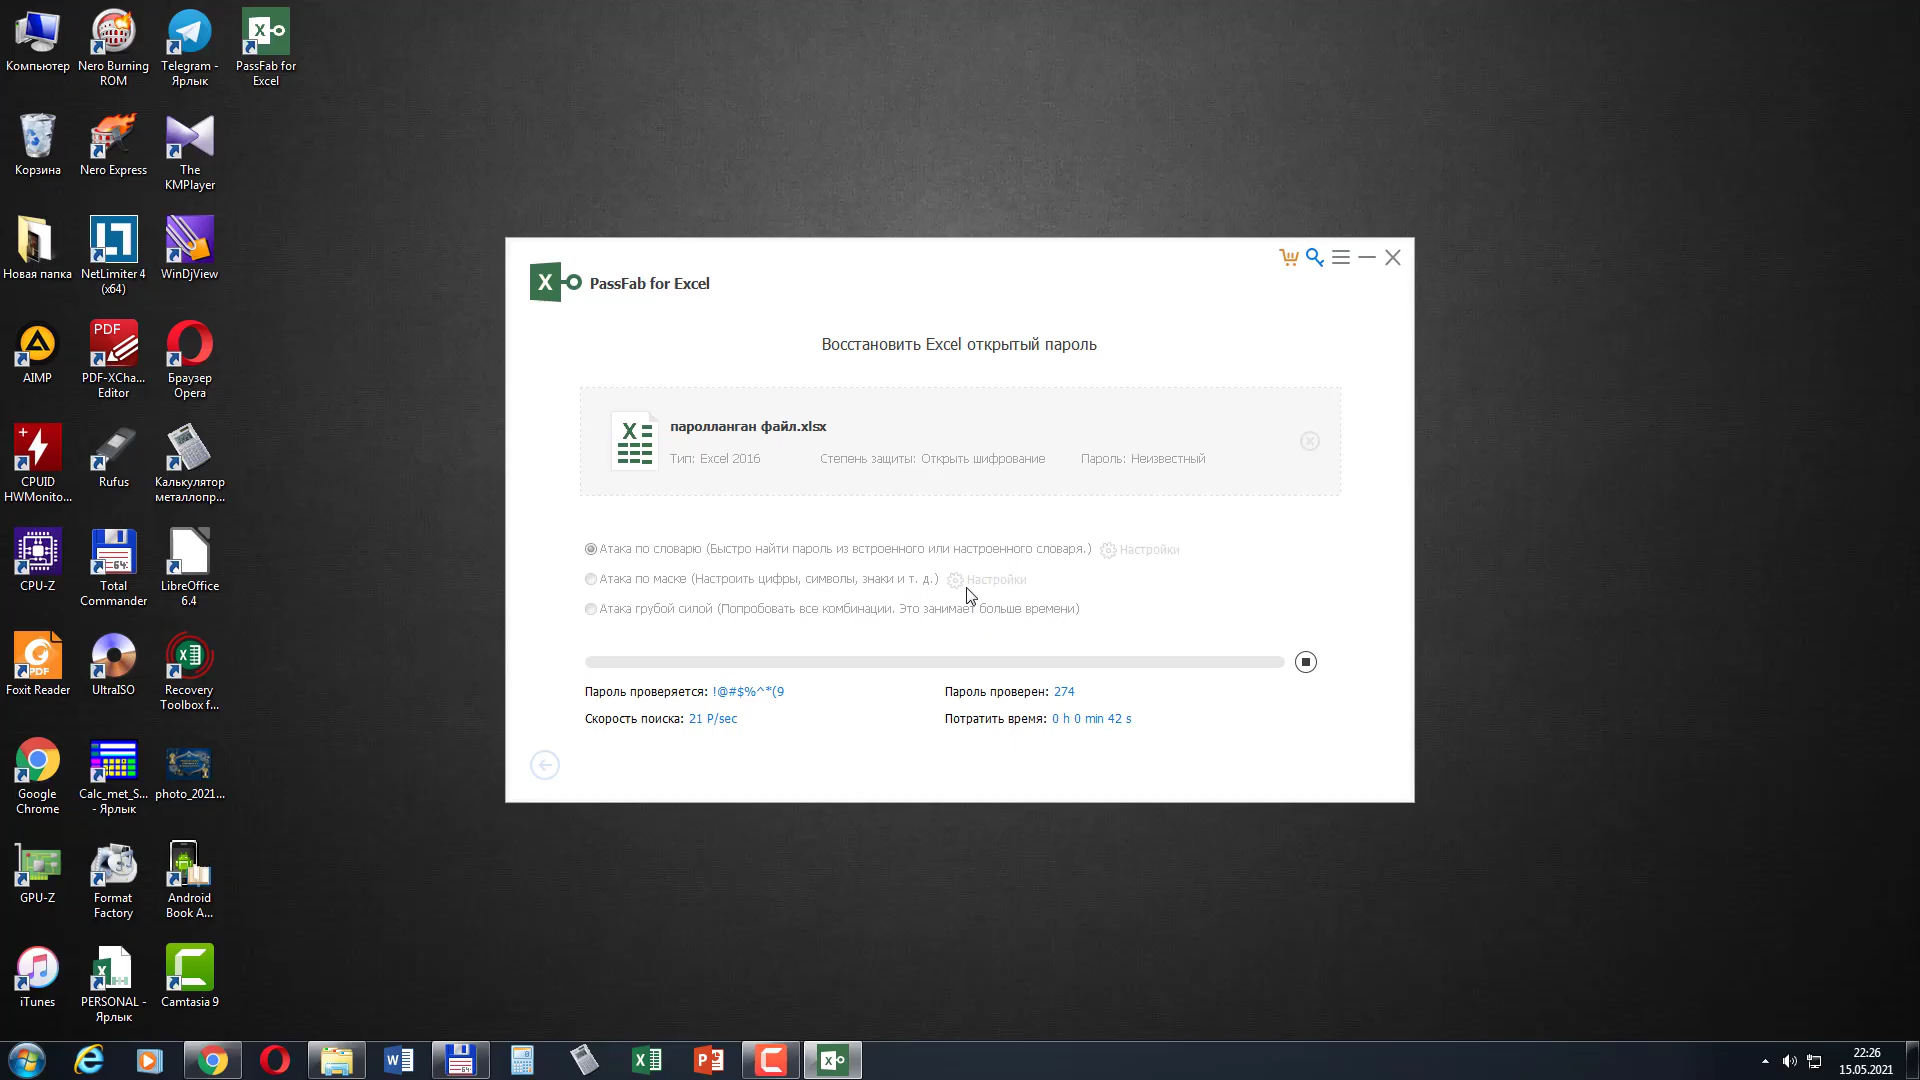 Компьютер
Nero Burning
ROM
Telegram -
Ярлык
PassFab for
Excel
Корзина
Nero Express
The
KMPlayer
Новая папка
NetLimiter 4
(x64)
WinDjView
AIMP
PDF
PDF-XCha...
Editor
Браузер
Opera
CPUID
HWMonito...
Rufus
Калькулятор
металлопр...
CPU-Z
64:
Total
Commander
LibreOffice
6.4
PDF
Foxit Reader
UltraISO
Recovery
Toolbox f...
Google
Chrome
Calc_met_S...
- Ярлык
photo_2021...
GPU-Z
Format
Factory
Android
Book A...
iTunes
PERSONAL -
Ярлык
Camtasia 9
PassFab for Excel
Восстановить Excel открытый пароль
паролланган файл.xlsx
Тип: Excel 2016
Степень защиты: Открыть шифрование
Пароль: Неизвестный
Атака по словарю (Быстро найти пароль из встроенного или настроенного словаря.)
Настройки
Атака по маске (Настроить цифры, символы, знаки и т. д.)
Настройки
Атака грубой силой (Попробовать все комбинации. Это занимает больше времени)
Пароль проверяется: !@#$%^*(9
Пароль проверен: 274
Скорость поиска: 21 P/sec
Потратить время: 0 h 0 min 42 s
22:26
15.05.2021